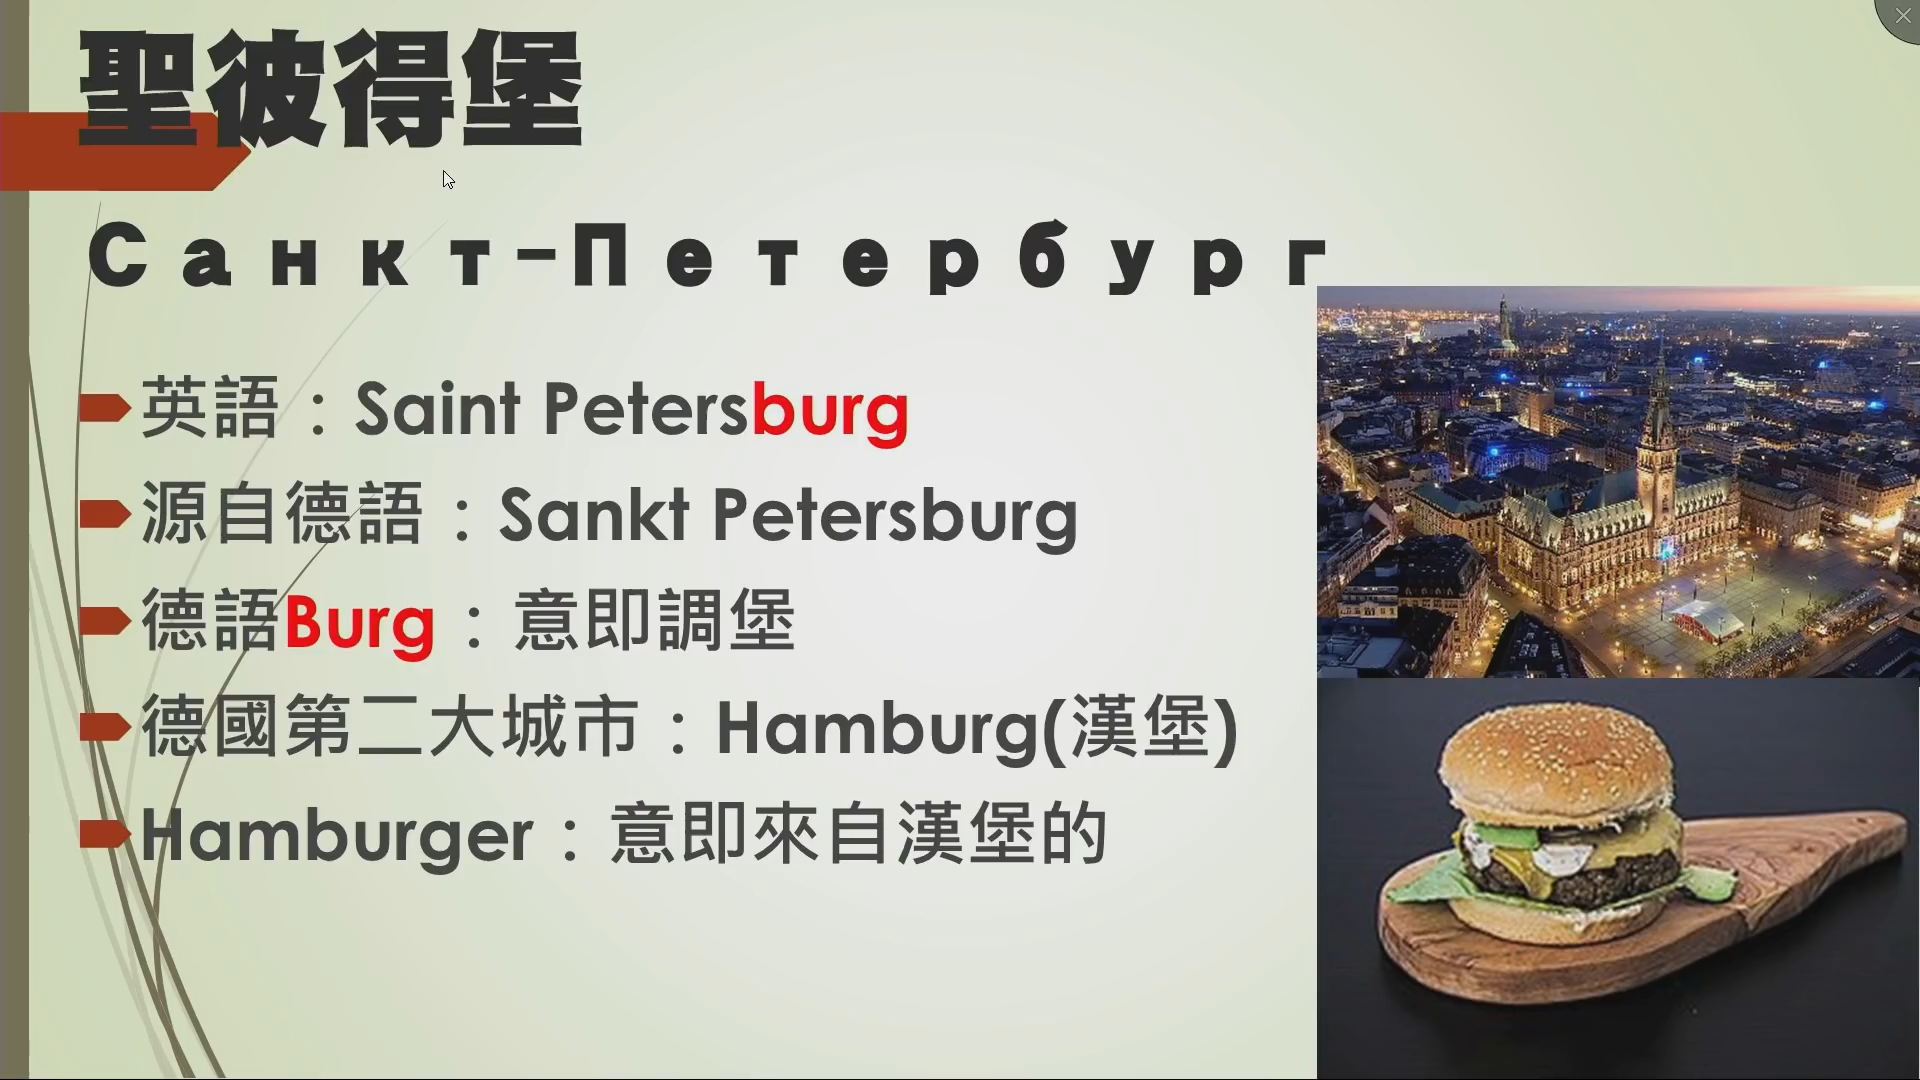 聖彼得堡
Санкт-Петербург
英語：Saint Petersburg
源自德語：Sankt Petersburg
德語Burg：意即調堡
德國第二大城市：Hamburg(漢堡)
Hamburger：意即來自漢堡的